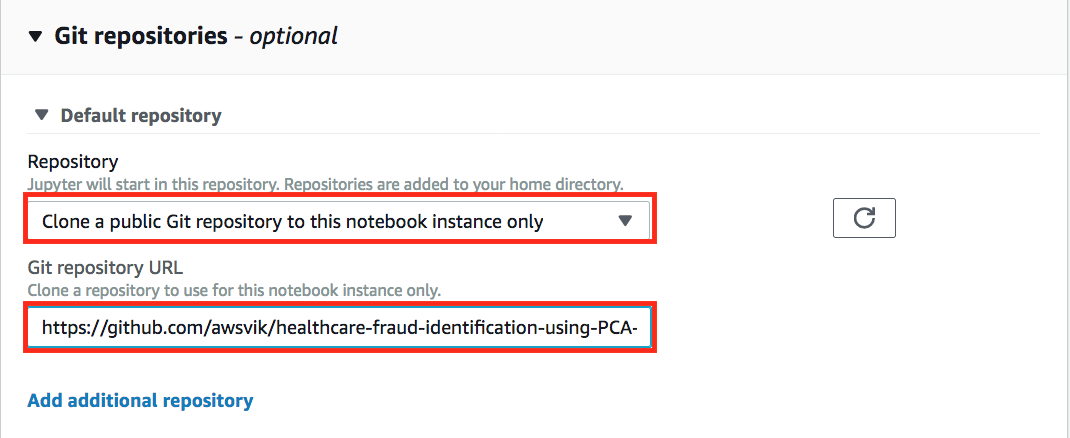 Git repositories - optional
Default repository
Repository
Jupyter will start in this repository. Repositories are added to your home directory.
Clone a public Git repository to this notebook instance only
Git repository URL
Clone a repository to use for this notebook instance only.
https://github.com/awsvik/healthcare-fraud-identification-using-PCA-
Add additional repository